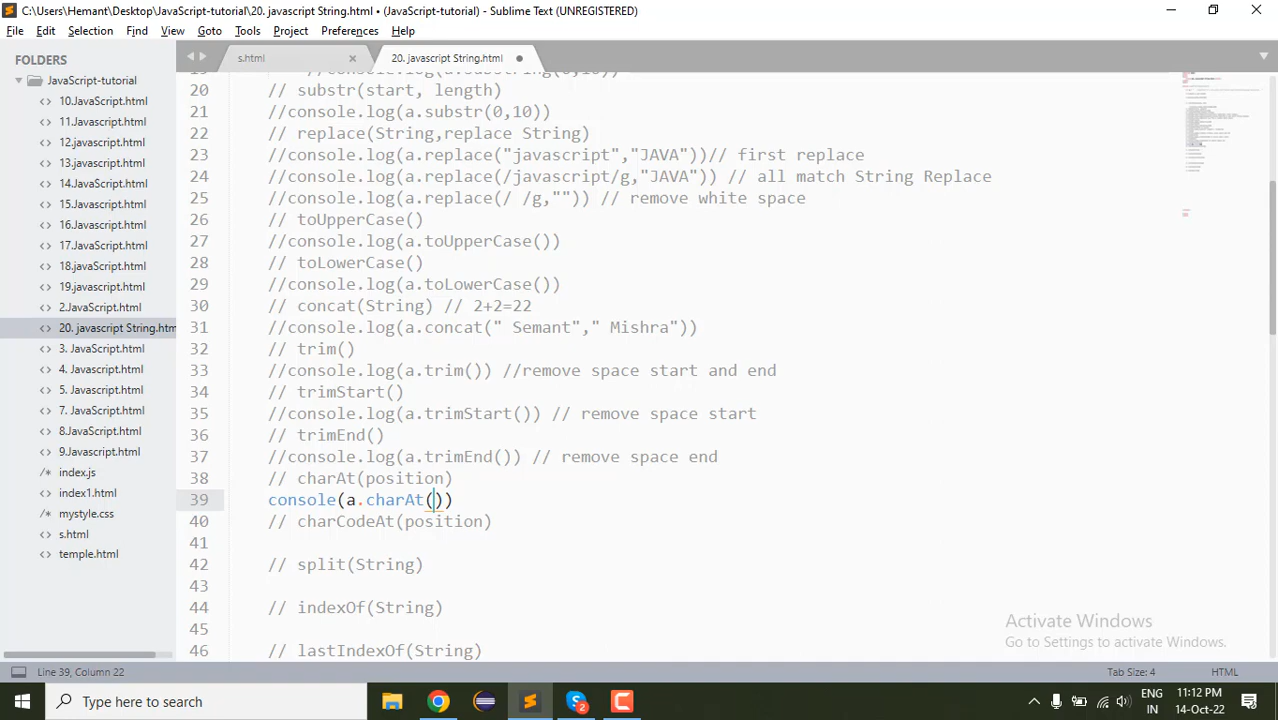 C:\Users\Hemant\Desktop\JavaScript-tutorial\20. javascript String.html • (JavaScript-tutorial) - Sublime Text (UNREGISTERED)
File Edit Selection Find View Goto Tools Project Preferences Help
FOLDERS
JavaScript-tutorial
10.JavaScript.html
11.Javascript.html
12.javascript.html
13.javascript.html
14.JavaScript.html
15.JavaScript.html
16.JavaScript.html
17.JavaScript.html
18.javaScript.html
19.javascript.html
2.JavaScript.html
20. javascript String.htm
3. JavaScript.html
4. Javascript.html
5. Javascript.html
7. JavaScript.html
8.JavaScript.html
9.Javascript.html
index.js
index1.html
mystyle.css
s.html
temple.html
s.html
20. javascript String.html
19 //console.log(a.substring(0,10))
20 // substr(start, length)
21 //console.log(a.substr(0,10))
22 // replace(String,replace String)
23 //console.log(a.replace("javascript","JAVA"))// first replace
24 //console.log(a.replace(/javascript/g,"JAVA")) // all match String Replace
25 //console.log(a.replace(/ /g,"")) // remove white space
26 // toUpperCase()
27 //console.log(a.toUpperCase())
28 // toLowerCase()
29 //console.log(a.toLowerCase())
30 // concat(String) // 2+2=22
31 //console.log(a.concat(" Semant"," Mishra"))
32 // trim()
33 //console.log(a.trim()) //remove space start and end
34 // trimStart()
35 //console.log(a.trimStart()) // remove space start
36 // trimEnd()
37 //console.log(a.trimEnd()) // remove space end
38 // charAt(position)
39 console(a.charAt())
40 // charCodeAt(position)
41
42 // split(String)
43
44 // indexOf(String)
45
46 // lastIndexOf(String)
Activate Windows
Go to Settings to activate Windows.
Line 39, Column 22
Tab Size: 4
HTML
Type here to search
2
ENG
IN
11:12 PM
14-Oct-22